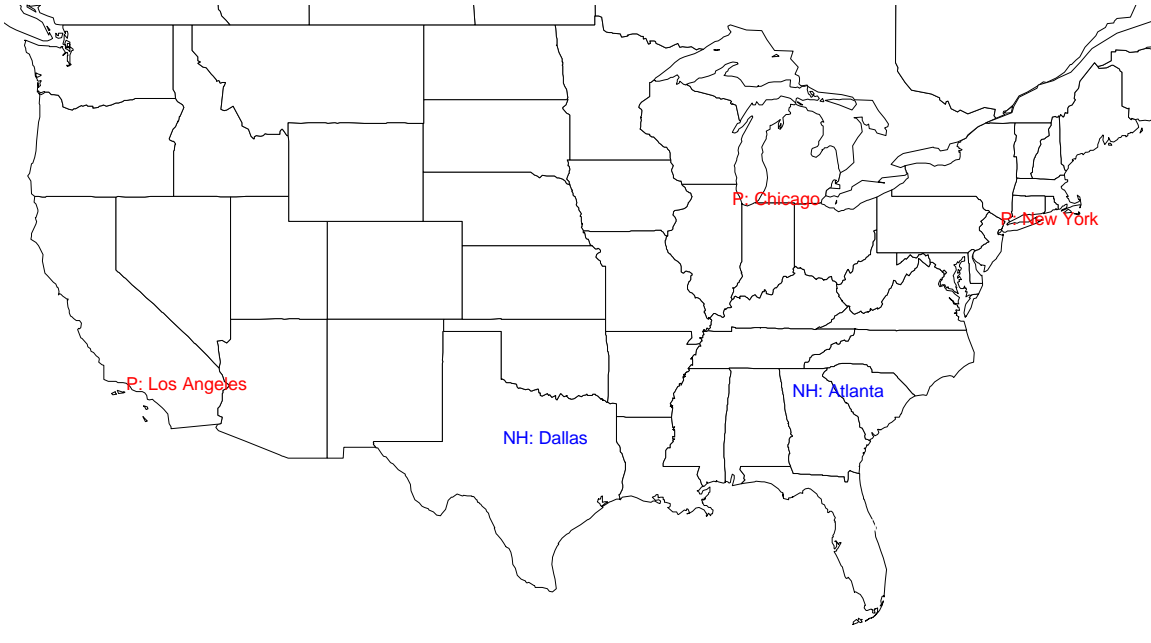 P: Chicago
P: New York
P: Los Angeles
NH: Atlanta
NH: Dallas